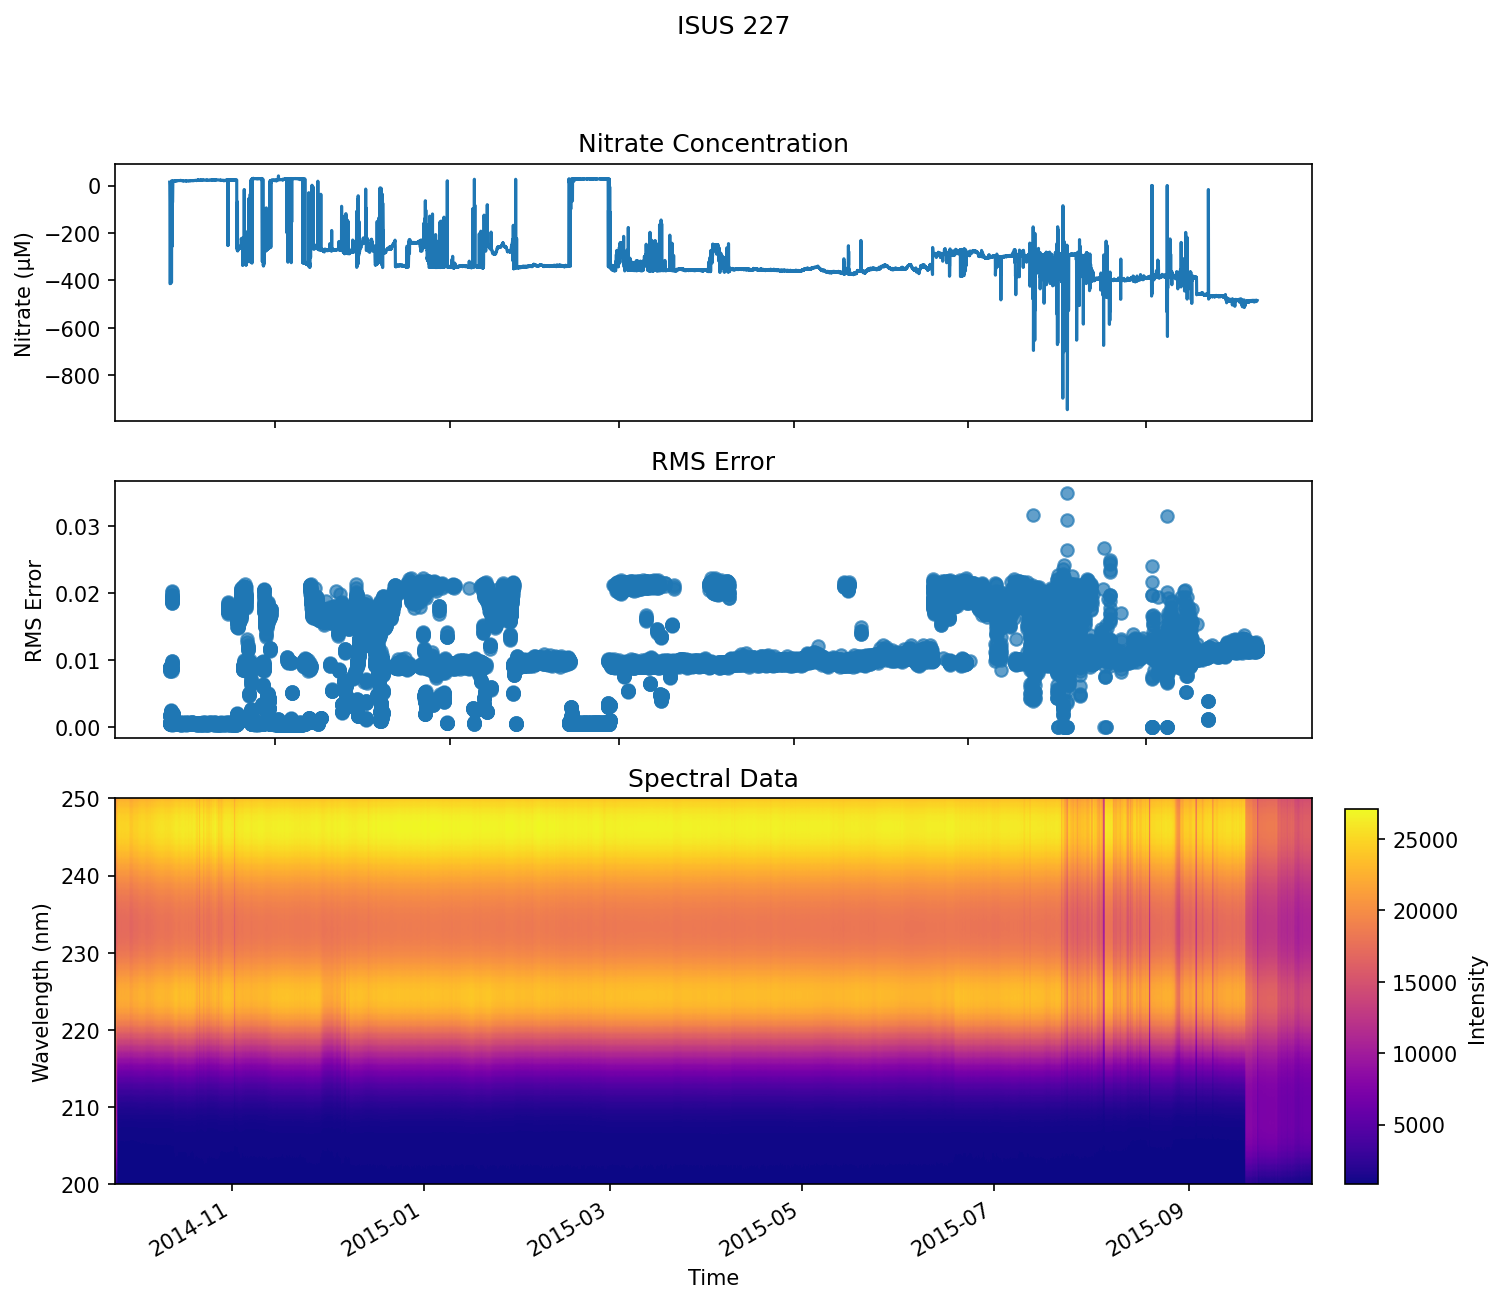 ISUS 227
Nitrate Concentration
Nitrate (μM)
0
−200
−400
−600
−800
RMS Error
RMS Error
0.03
0.02
0.01
0.00
Spectral Data
Wavelength (nm)
250
240
230
220
210
200
2014-11
2015-01
2015-03
2015-05
2015-07
2015-09
Time
25000
20000
15000
10000
5000
Intensity